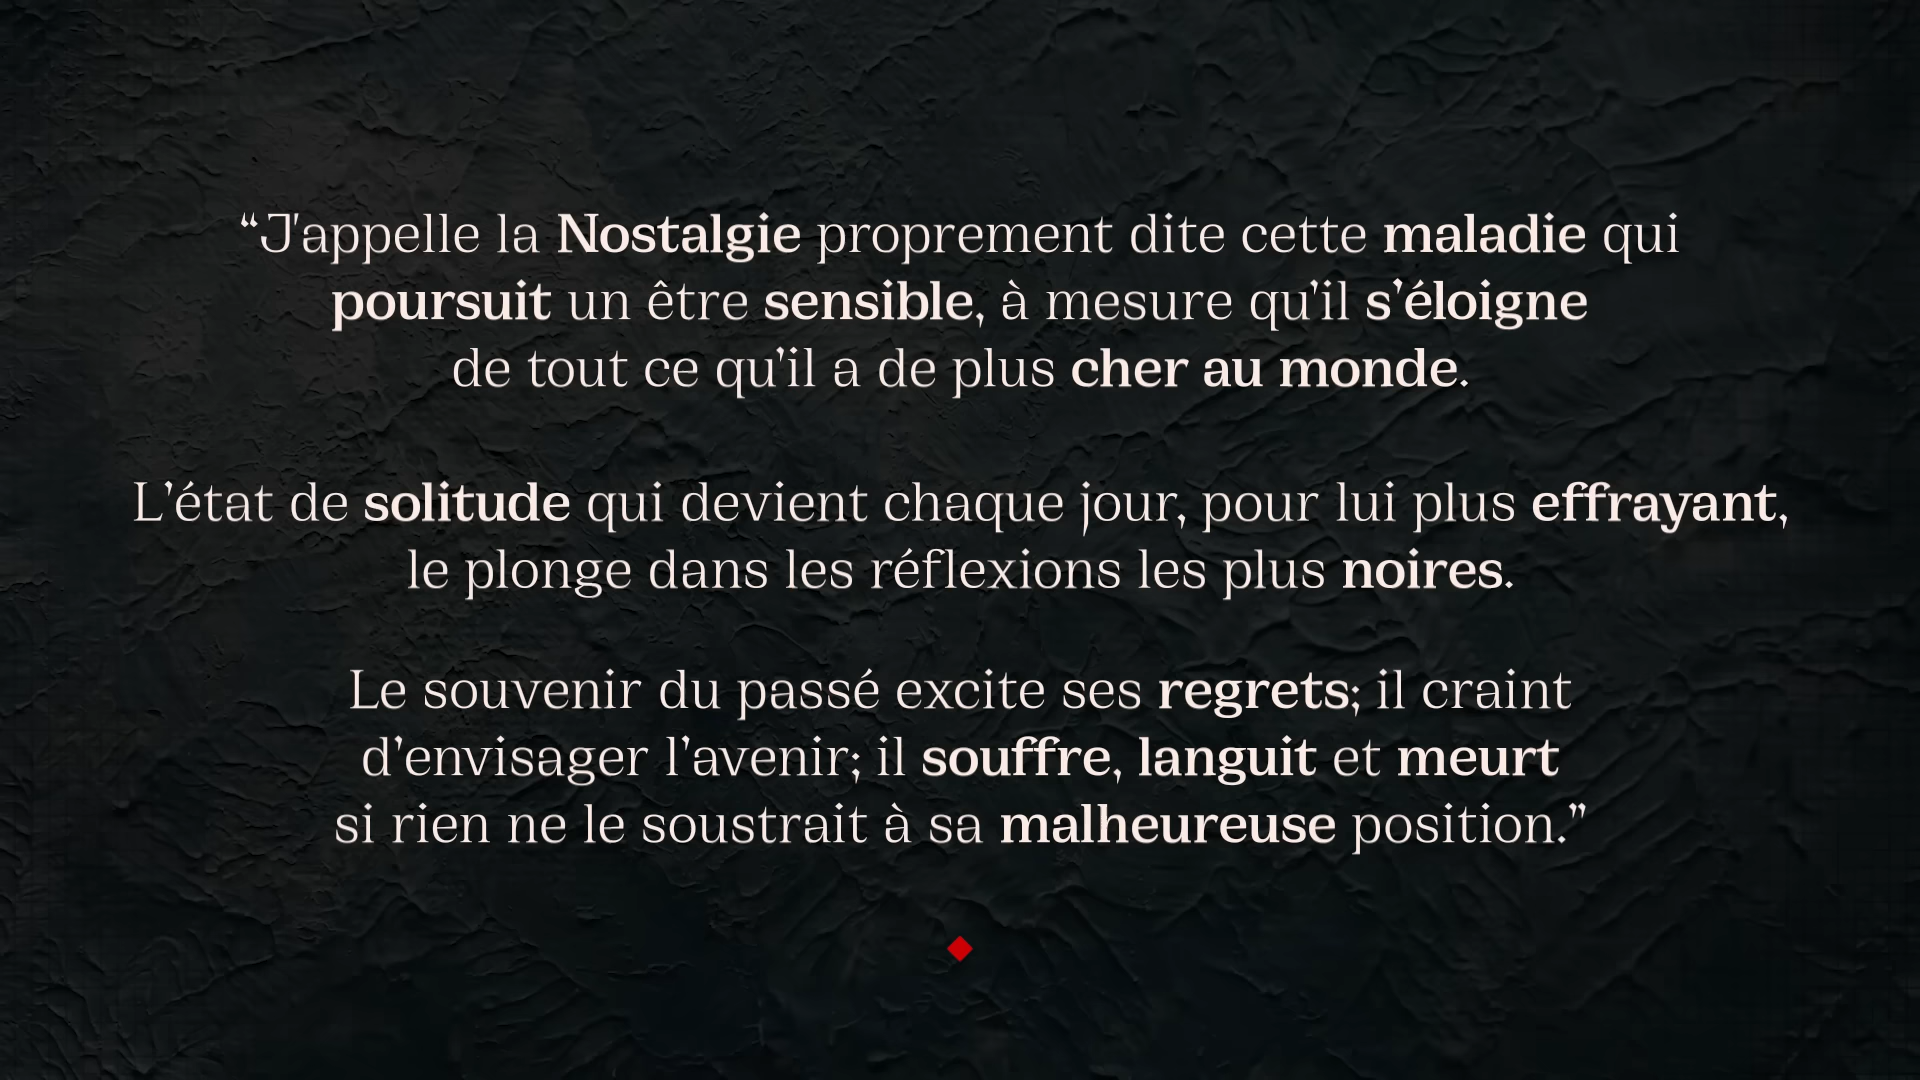 “J'appelle la Nostalgie proprement dite cette maladie qui
poursuit un être sensible, à mesure qu'il s'éloigne
de tout ce qu'il a de plus cher au monde.
L'état de solitude qui devient chaque jour, pour lui plus effrayant,
le plonge dans les réflexions les plus noires.
Le souvenir du passé excite ses regrets; il craint
d'envisager l'avenir; il souffre, languit et meurt
si rien ne le soustrait à sa malheureuse position.”